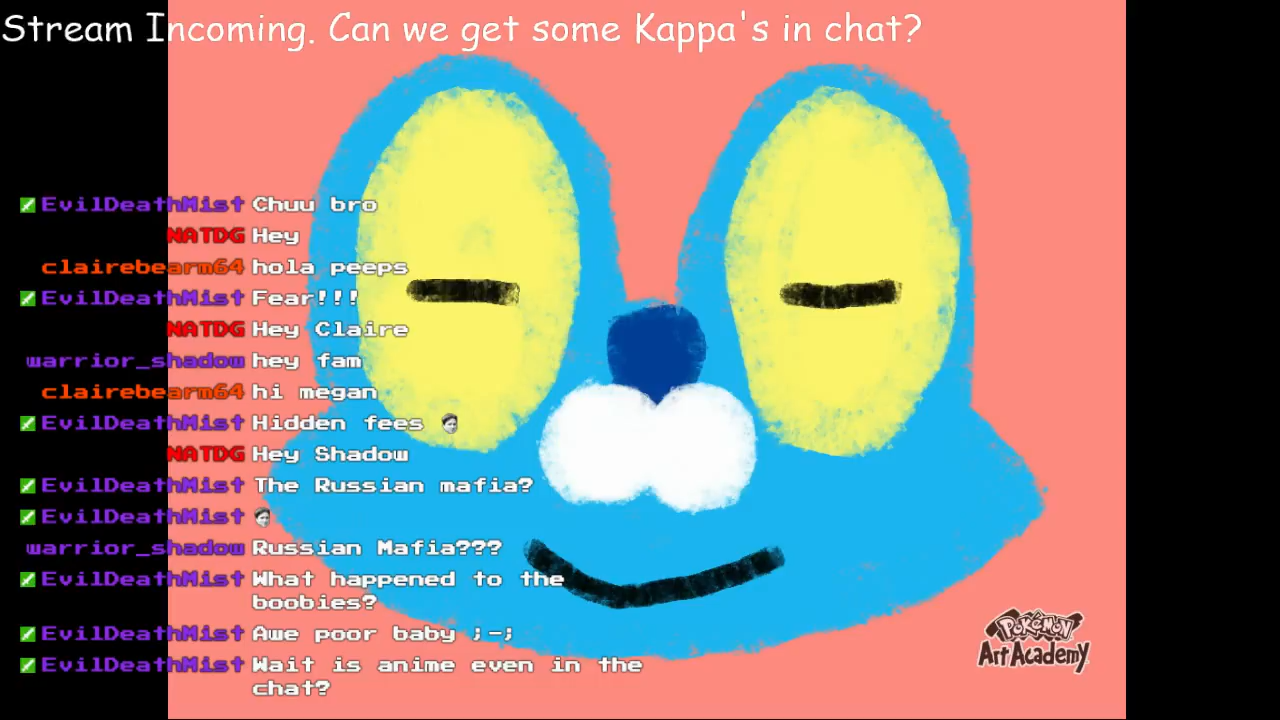 Stream Incoming. Can we get some Kappa's in chat?
EvilDeathMist Chuu bro
NATDG Hey
clairebearm64 hola peeps
EvilDeathMist Fear!!!
NATDG Hey Claire
warrior_shadow hey fam
clairebearm64 hi megan
EvilDeathMist Hidden fees
NATDG Hey Shadow
EvilDeathMist The Russian mafia?
EvilDeathMist
warrior_shadow Russian Mafia???
EvilDeathMist What happened to the
boobies?
EvilDeathMist Awe poor baby ;-;
EvilDeathMist Wait is anime even in the
chat?
POKÉMON
Art Academy